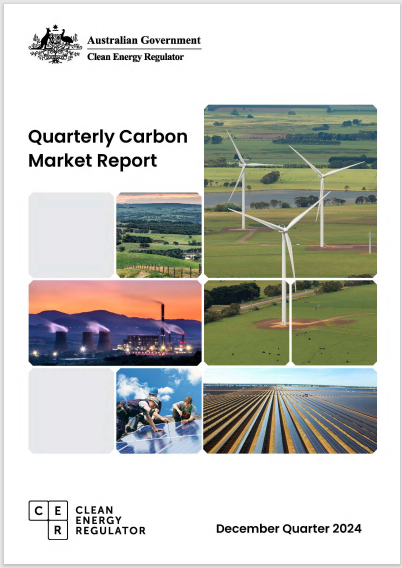 Australian Government
Clean Energy Regulator
Quarterly Carbon
Market Report
C E
R
CLEAN
ENERGY
REGULATOR
December Quarter 2024